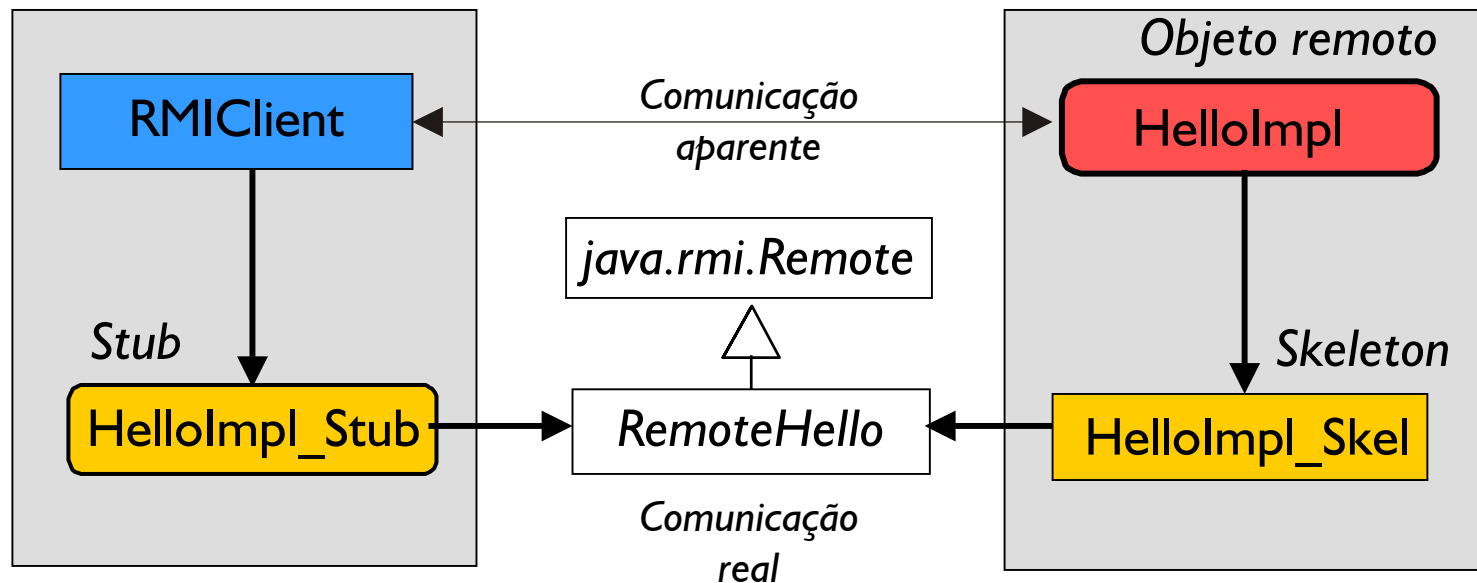 Objeto remoto
RMIClient
Comunicação
aparente
HelloImpl
java.rmi.Remote
Stub
Skeleton
HelloImpl_Stub
RemoteHello
HelloImpl_Skel
Comunicação
real